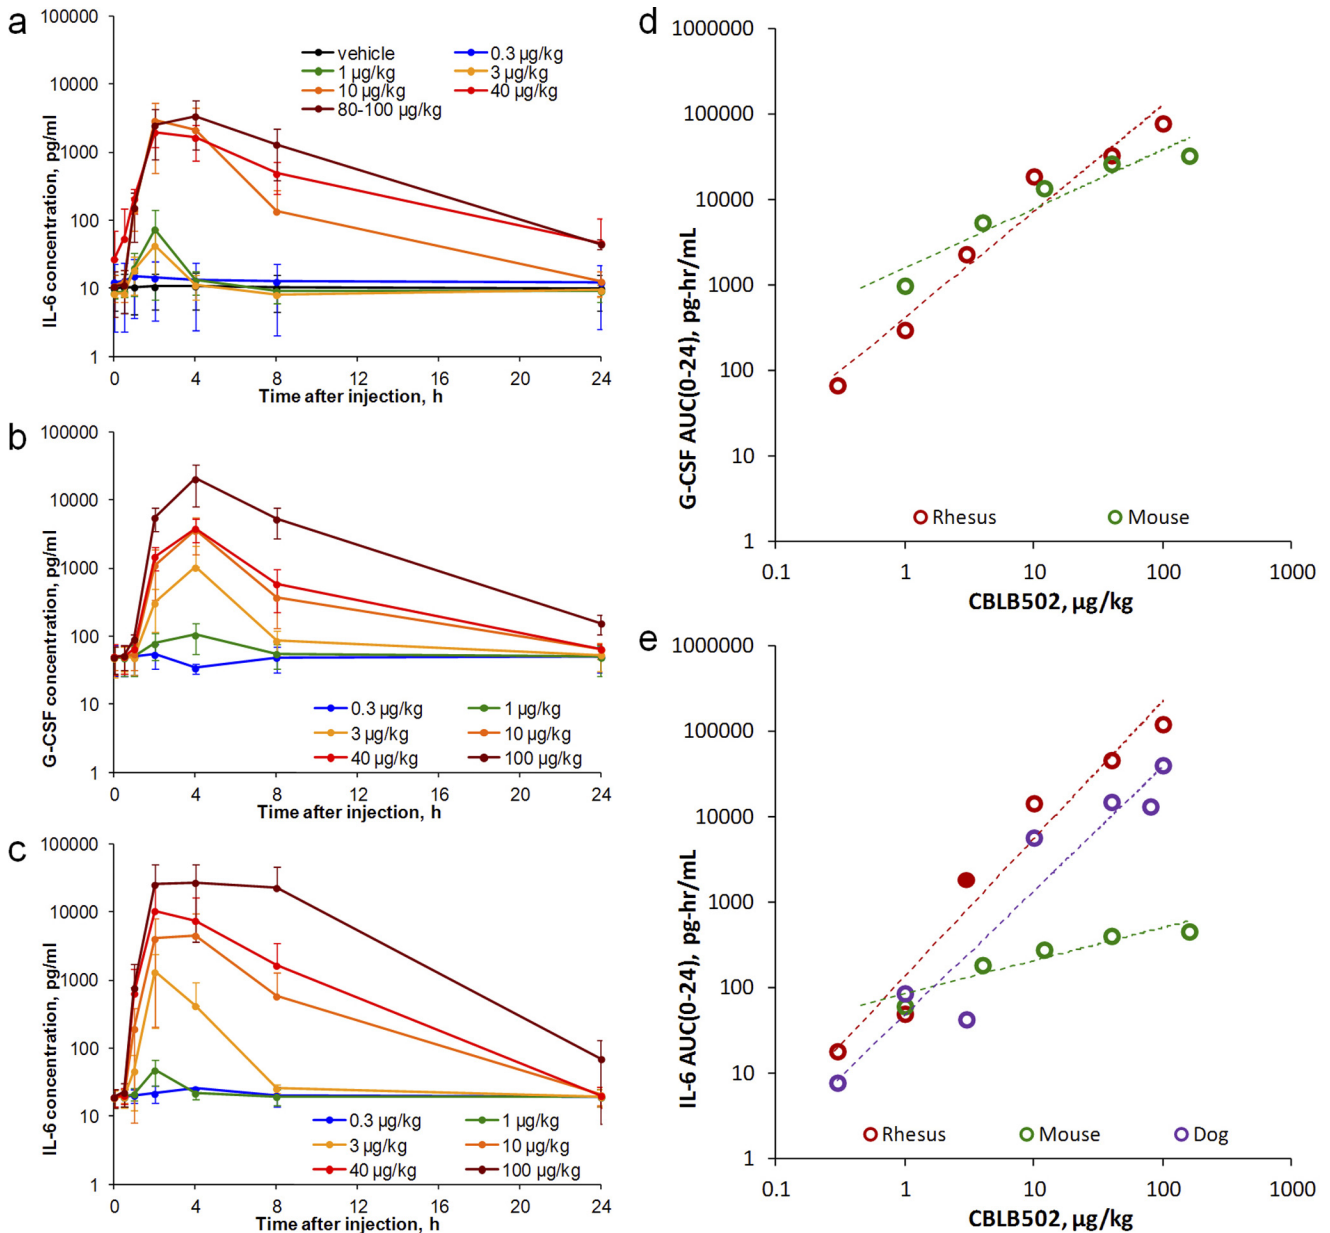 a
100000
10000
1000
100
10
1
IL-6 concentration, pg/ml
vehicle
0.3 µg/kg
1 µg/kg
3 µg/kg
10 µg/kg
40 µg/kg
80-100 µg/kg
0 4 8 12 16 20 24
Time after injection, h
b
100000
10000
1000
100
10
1
G-CSF concentration, pg/ml
0.3 µg/kg
1 µg/kg
3 µg/kg
10 µg/kg
40 µg/kg
100 µg/kg
0 4 8 12 16 20 24
Time after injection, h
c
100000
10000
1000
100
10
1
IL-6 concentration, pg/ml
0.3 µg/kg
1 µg/kg
3 µg/kg
10 µg/kg
40 µg/kg
100 µg/kg
0 4 8 12 16 20 24
Time after injection, h
d
1000000
100000
10000
1000
100
10
1
G-CSF AUC(0-24), pg-hr/mL
Rhesus
Mouse
0.1 1 10 100 1000
CBLB502, µg/kg
e
1000000
100000
10000
1000
100
10
1
IL-6 AUC(0-24), pg-hr/mL
Rhesus
Mouse
Dog
0.1 1 10 100 1000
CBLB502, µg/kg